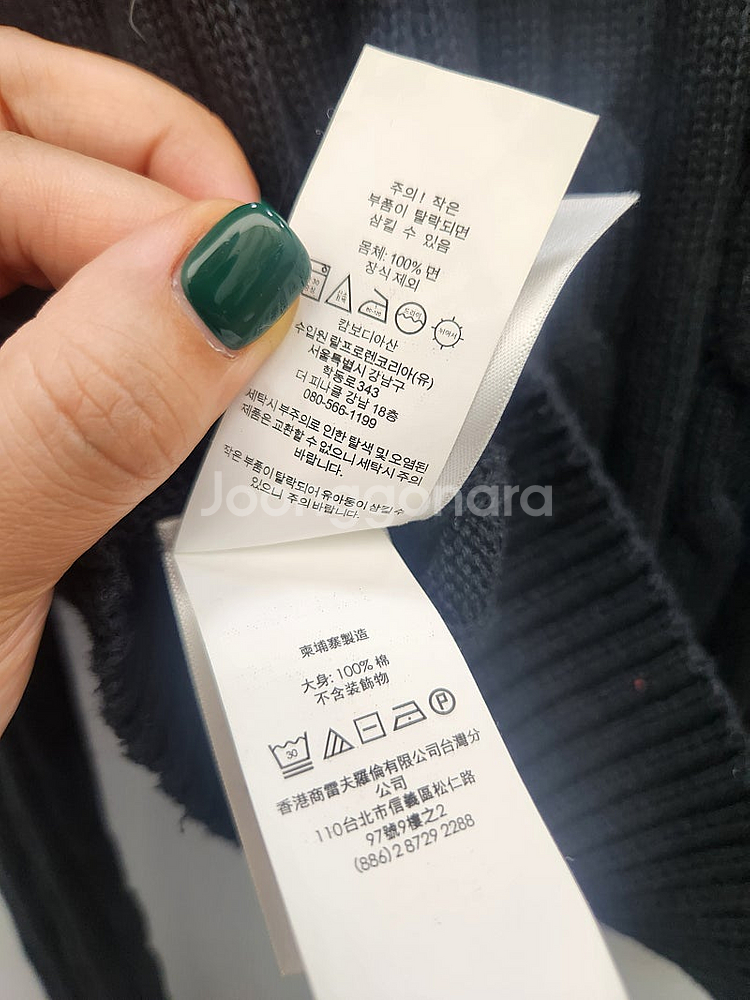 주의! 작은
부품이 탈락되면
삼킬 수 있음
몸체: 100% 면
장식 제외
캄보디아산
수입원 랄프로렌코리아(유)
서울특별시 강남구
학동로343
더 피나클 강남 18층
080-566-1199
세탁시 부주의로 인한 탈색 및 오염된
제품은 교환할 수 없으니 세탁시 주의
바랍니다.
작은 부품이 탈락되어 유아동이 삼킬 수
있으니 주의 바랍니다.
Joonggonara
柬埔寨製造
大身: 100% 棉
不含装飾物
30
P
香港商雷夫羅倫有限公司台灣分
公司
110台北市信義區松仁路
97號9樓之2
(886)2 8729 2288